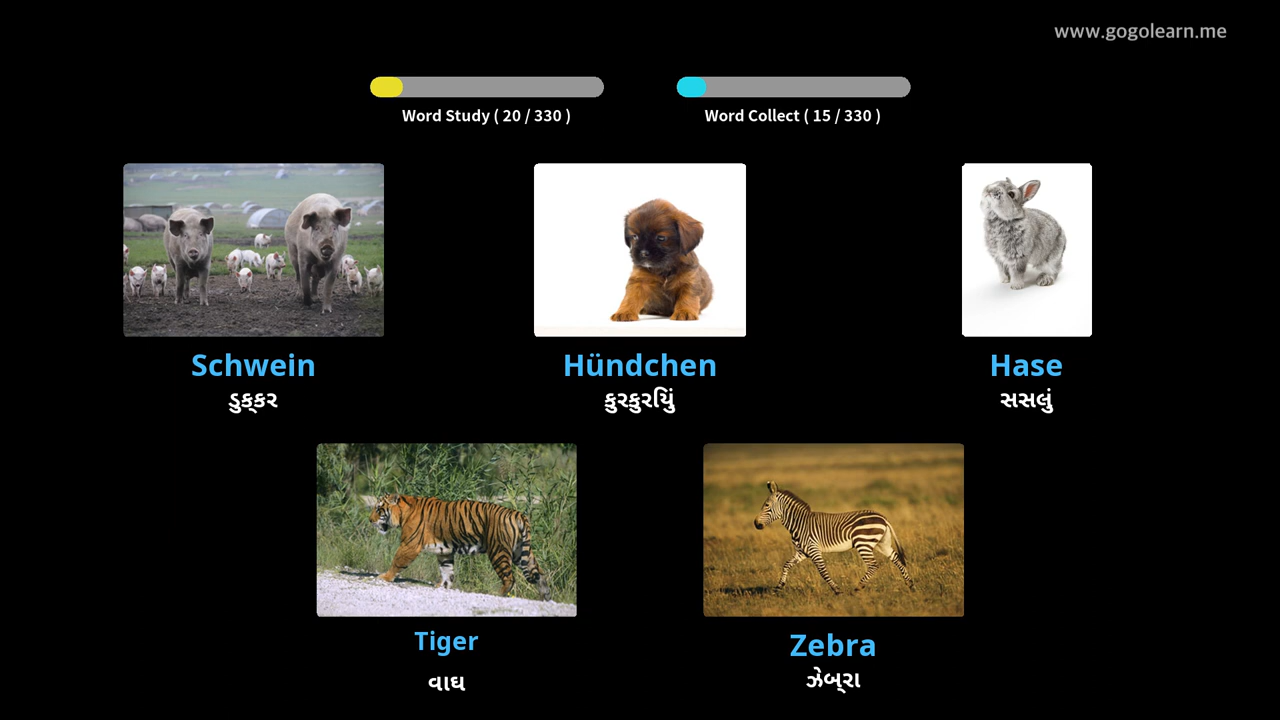 www.gogolearn.me
Word Study ( 20 / 330 )
Word Collect ( 15 / 330 )
Schwein
ડુક્કર
Hündchen
કુરકુરિયું
Hase
સસલું
Tiger
વાઘ
Zebra
ઝેબ્રા